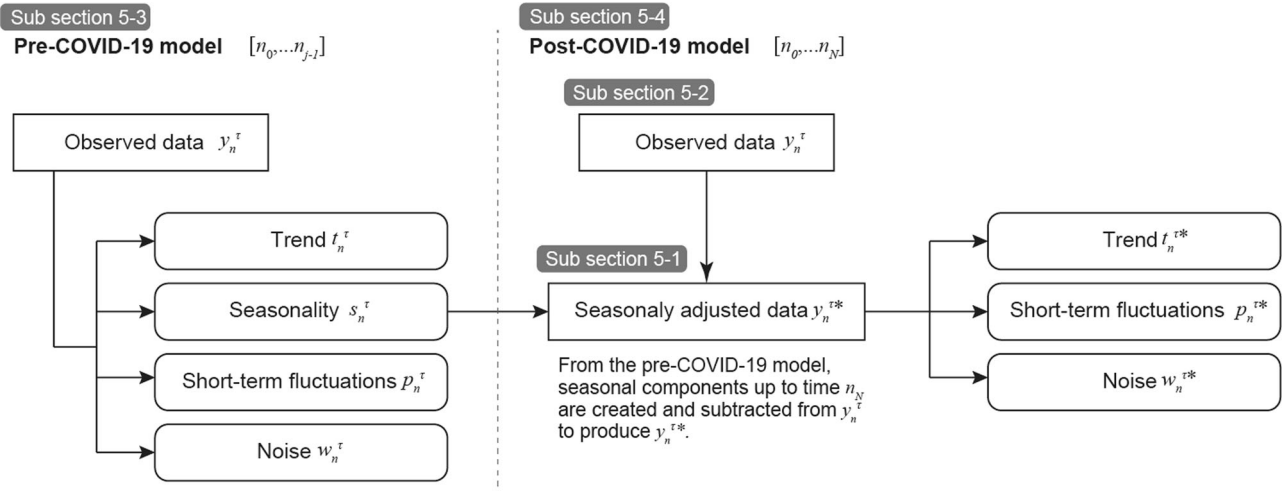 Sub section 5-3
Pre-COVID-19 model [n₀,...n_{j-1}]
Observed data yₙ^τ
Trend tₙ^τ
Seasonality sₙ^τ
Short-term fluctuations pₙ^τ
Noise wₙ^τ
Sub section 5-4
Post-COVID-19 model [n₀,...n_N]
Sub section 5-2
Observed data yₙ^τ
Sub section 5-1
Seasonaly adjusted data yₙ^τ*
From the pre-COVID-19 model,
seasonal components up to time n_N
are created and subtracted from yₙ^τ
to produce yₙ^τ*.
Trend tₙ^τ*
Short-term fluctuations pₙ^τ*
Noise wₙ^τ*